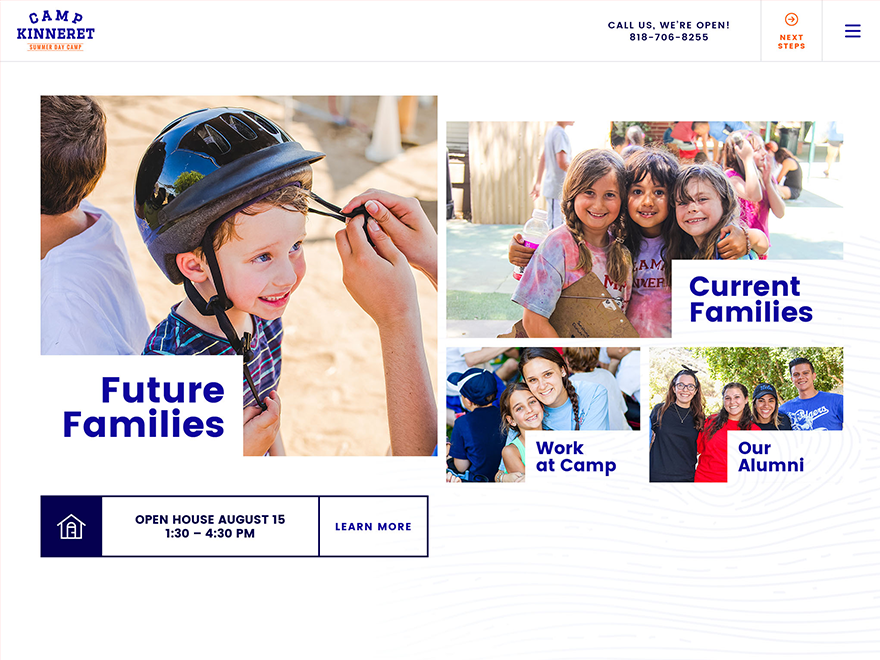 CAMP
KINNERET
SUMMER DAY CAMP
CALL US, WE'RE OPEN!
818-706-8255
NEXT
STEPS
Future
Families
Current
Families
Work
at Camp
Our
Alumni
OPEN HOUSE AUGUST 15
1:30 – 4:30 PM
LEARN MORE